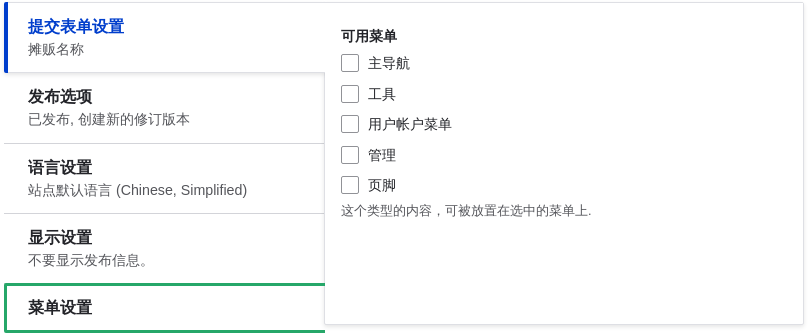 提交表单设置
摊贩名称
发布选项
已发布, 创建新的修订版本
语言设置
站点默认语言 (Chinese, Simplified)
显示设置
不要显示发布信息。
菜单设置
可用菜单
主导航
工具
用户帐户菜单
管理
页脚
这个类型的内容，可被放置在选中的菜单上.